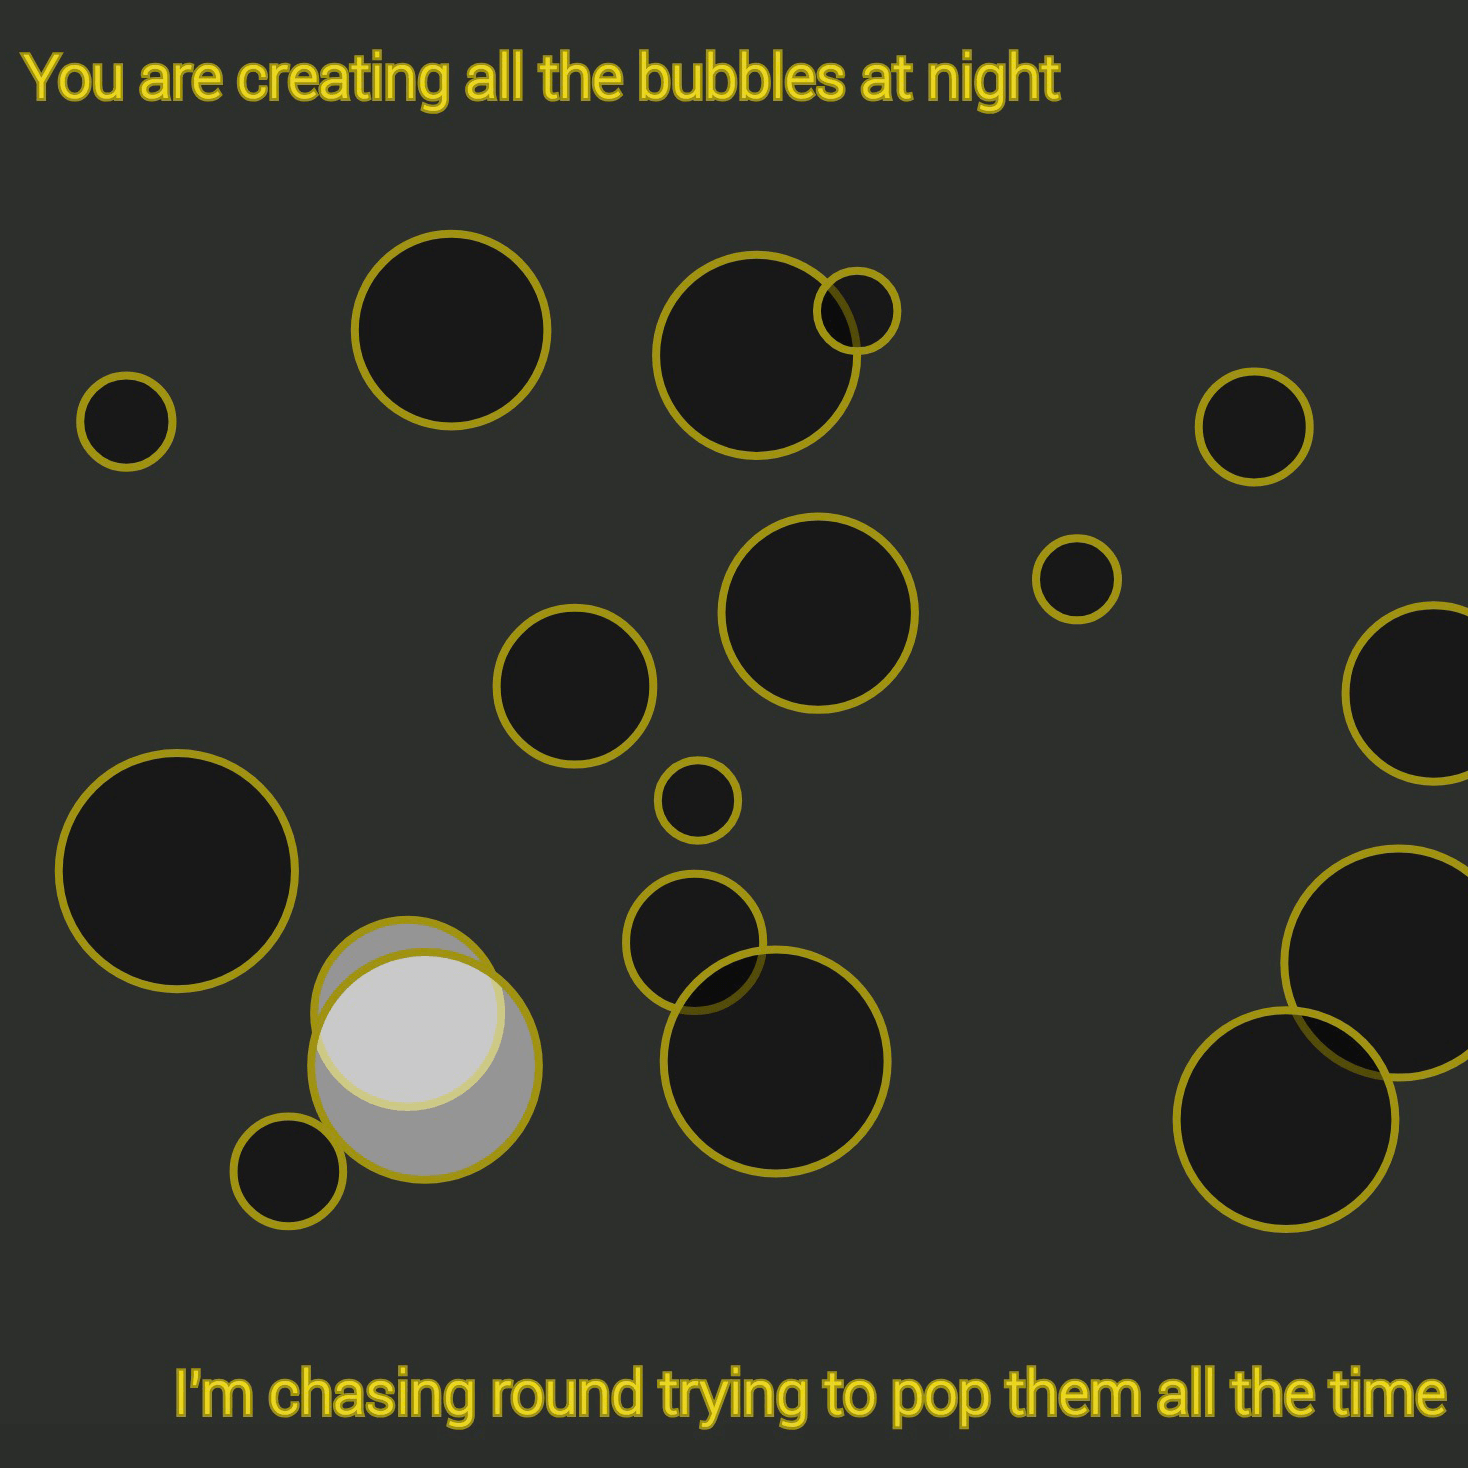 You are creating all the bubbles at night
I'm chasing round trying to pop them all the time